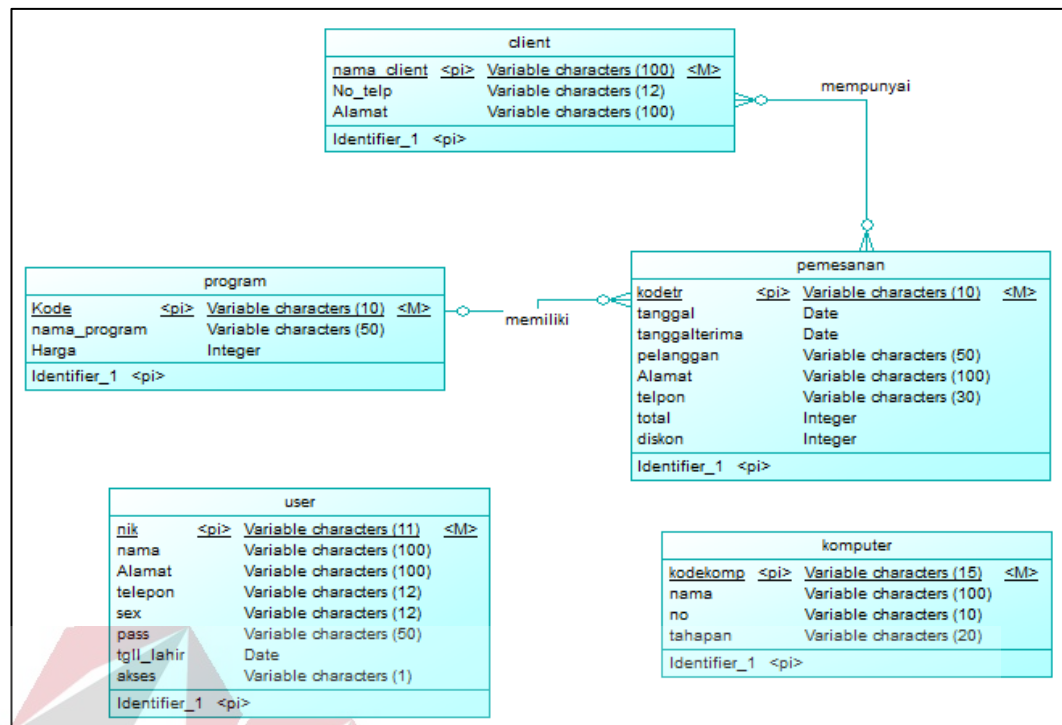 client
nama_client <pi> Variable characters (100) <M>
No_telp Variable characters (12)
Alamat Variable characters (100)
Identifier_1 <pi>
mempunyai
program
Kode <pi> Variable characters (10) <M>
nama_program Variable characters (50)
Harga Integer
Identifier_1 <pi>
memiliki
pemesanan
kodetr <pi> Variable characters (10) <M>
tanggal Date
tanggalterima Date
pelanggan Variable characters (50)
Alamat Variable characters (100)
telpon Variable characters (30)
total Integer
diskon Integer
Identifier_1 <pi>
user
nik <pi> Variable characters (11) <M>
nama Variable characters (100)
Alamat Variable characters (100)
telepon Variable characters (12)
sex Variable characters (12)
pass Variable characters (50)
tgll_lahir Date
akses Variable characters (1)
Identifier_1 <pi>
komputer
kodekomp <pi> Variable characters (15) <M>
nama Variable characters (100)
no Variable characters (10)
tahapan Variable characters (20)
Identifier_1 <pi>